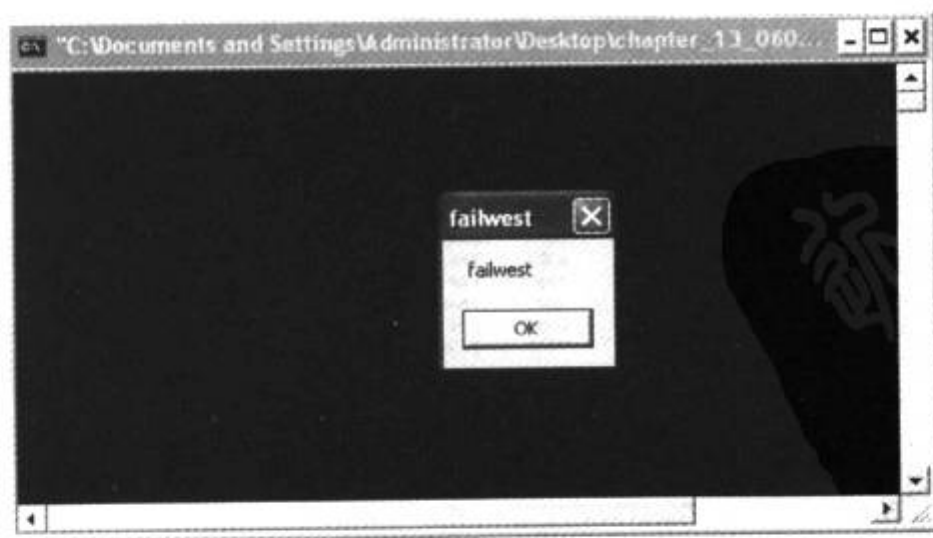 "C:\Documents and Settings\Administrator\Desktop\chapter_13_060...
failwest
failwest
OK